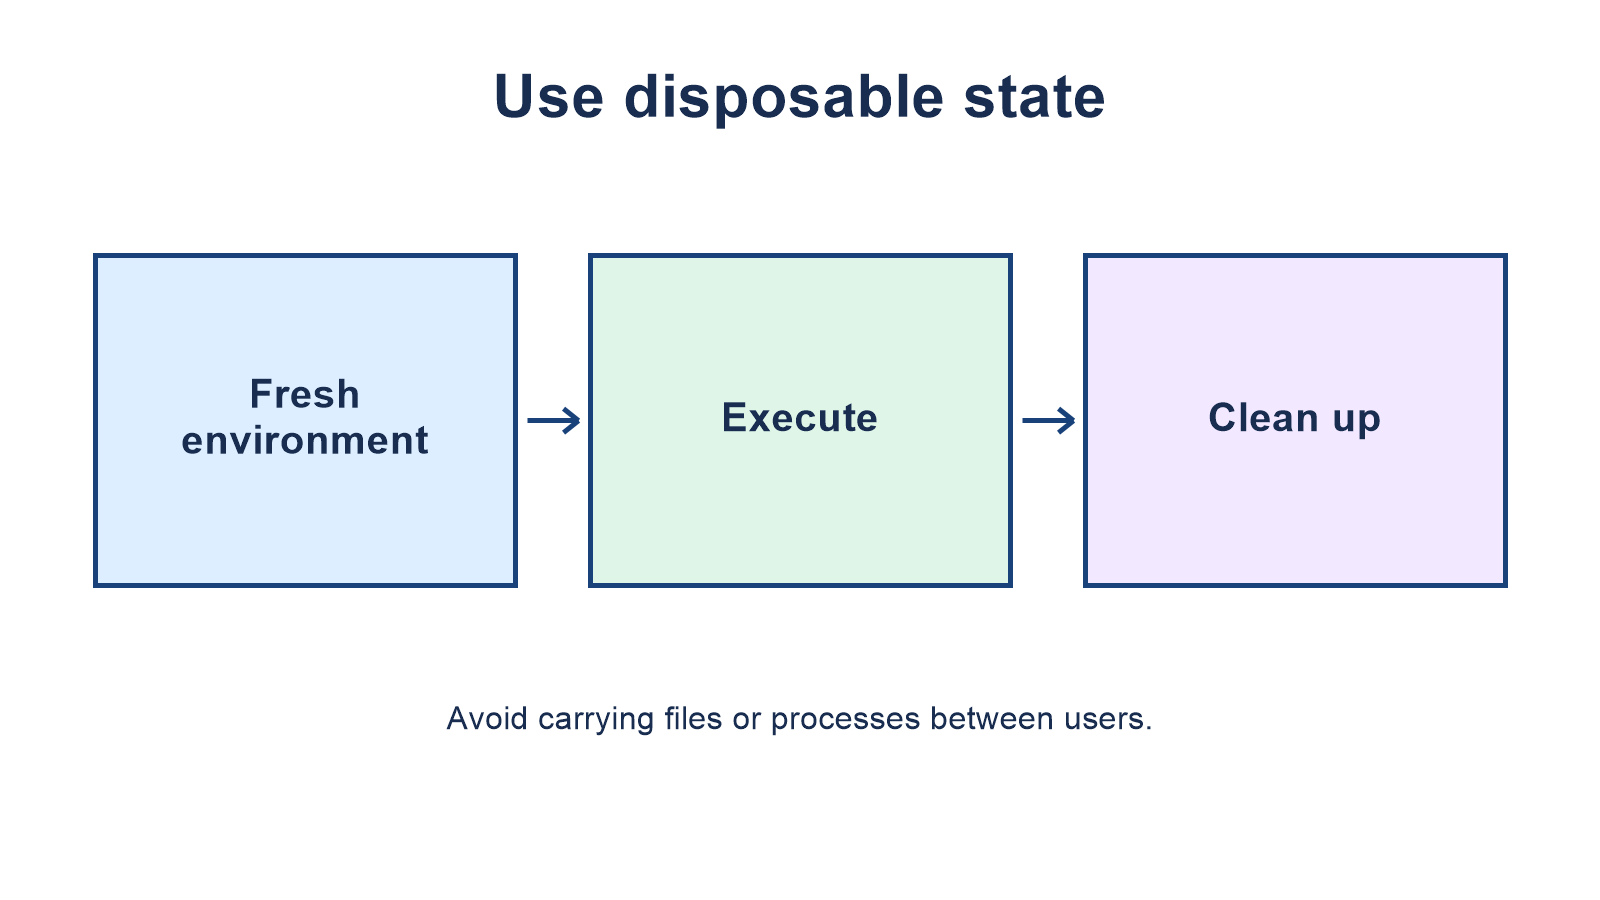 Use disposable state
Fresh
environment
Execute
Clean up
Avoid carrying files or processes between users.